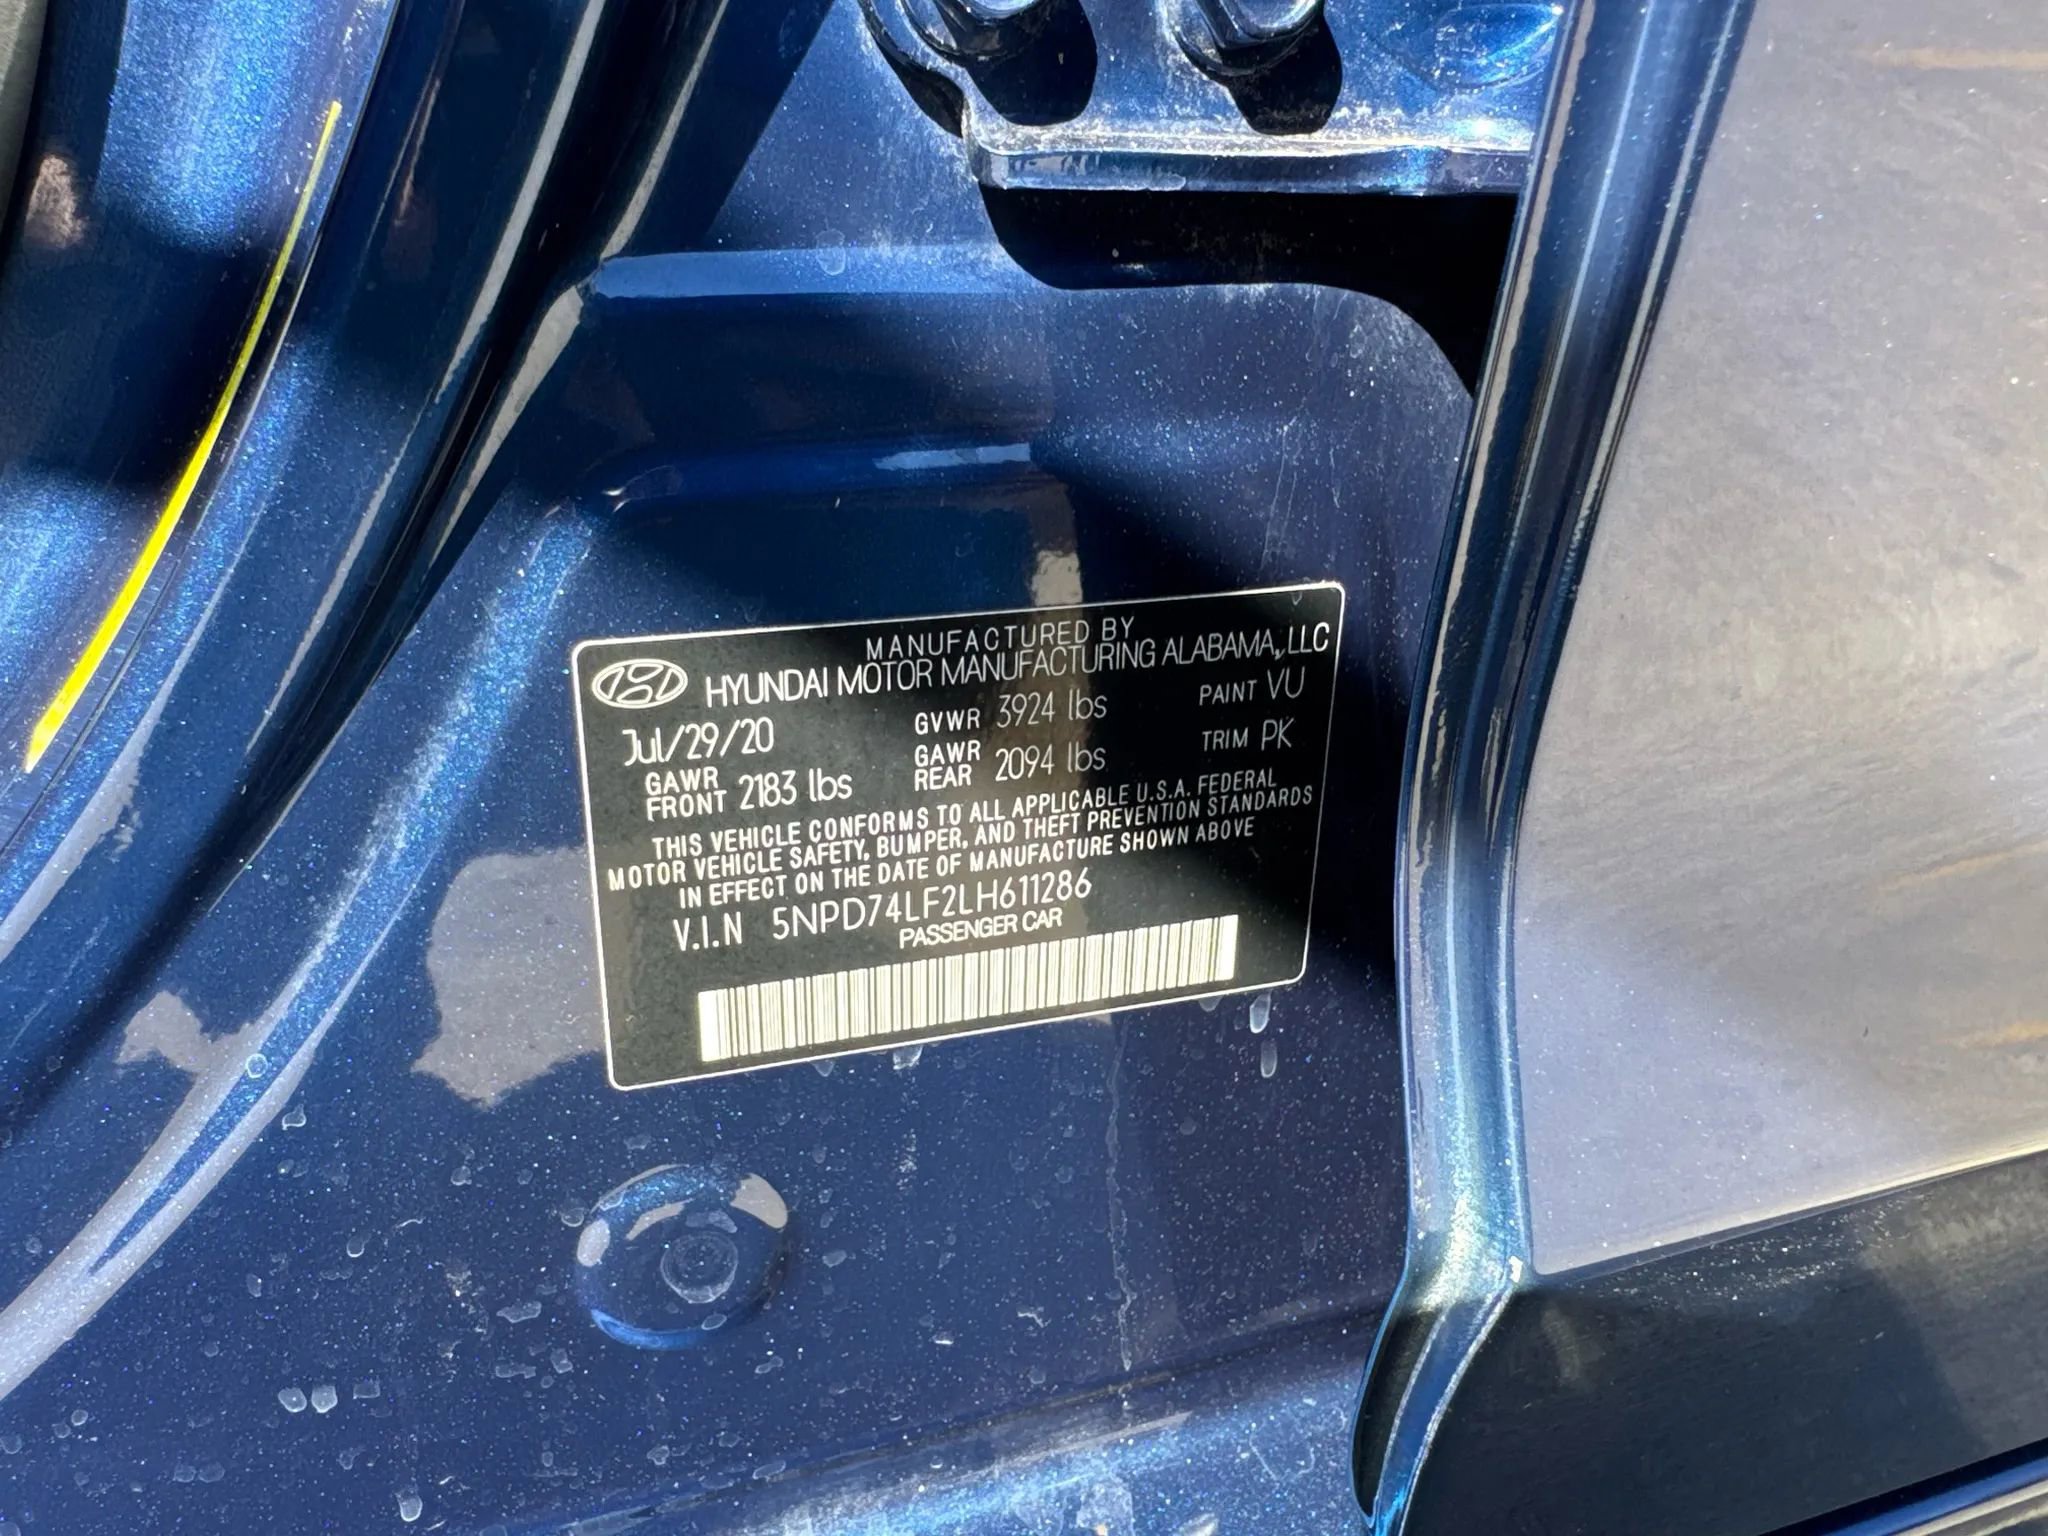 MANUFACTURED BY
HYUNDAI MOTOR MANUFACTURING ALABAMA, LLC
Jul/29/20 GVWR 3924 lbs PAINT VU
GAWR FRONT 2183 lbs GAWR REAR 2094 lbs TRIM PK
THIS VEHICLE CONFORMS TO ALL APPLICABLE U.S.A. FEDERAL
MOTOR VEHICLE SAFETY, BUMPER, AND THEFT PREVENTION STANDARDS
IN EFFECT ON THE DATE OF MANUFACTURE SHOWN ABOVE
V.I.N 5NPD74LF2LH611286
PASSENGER CAR